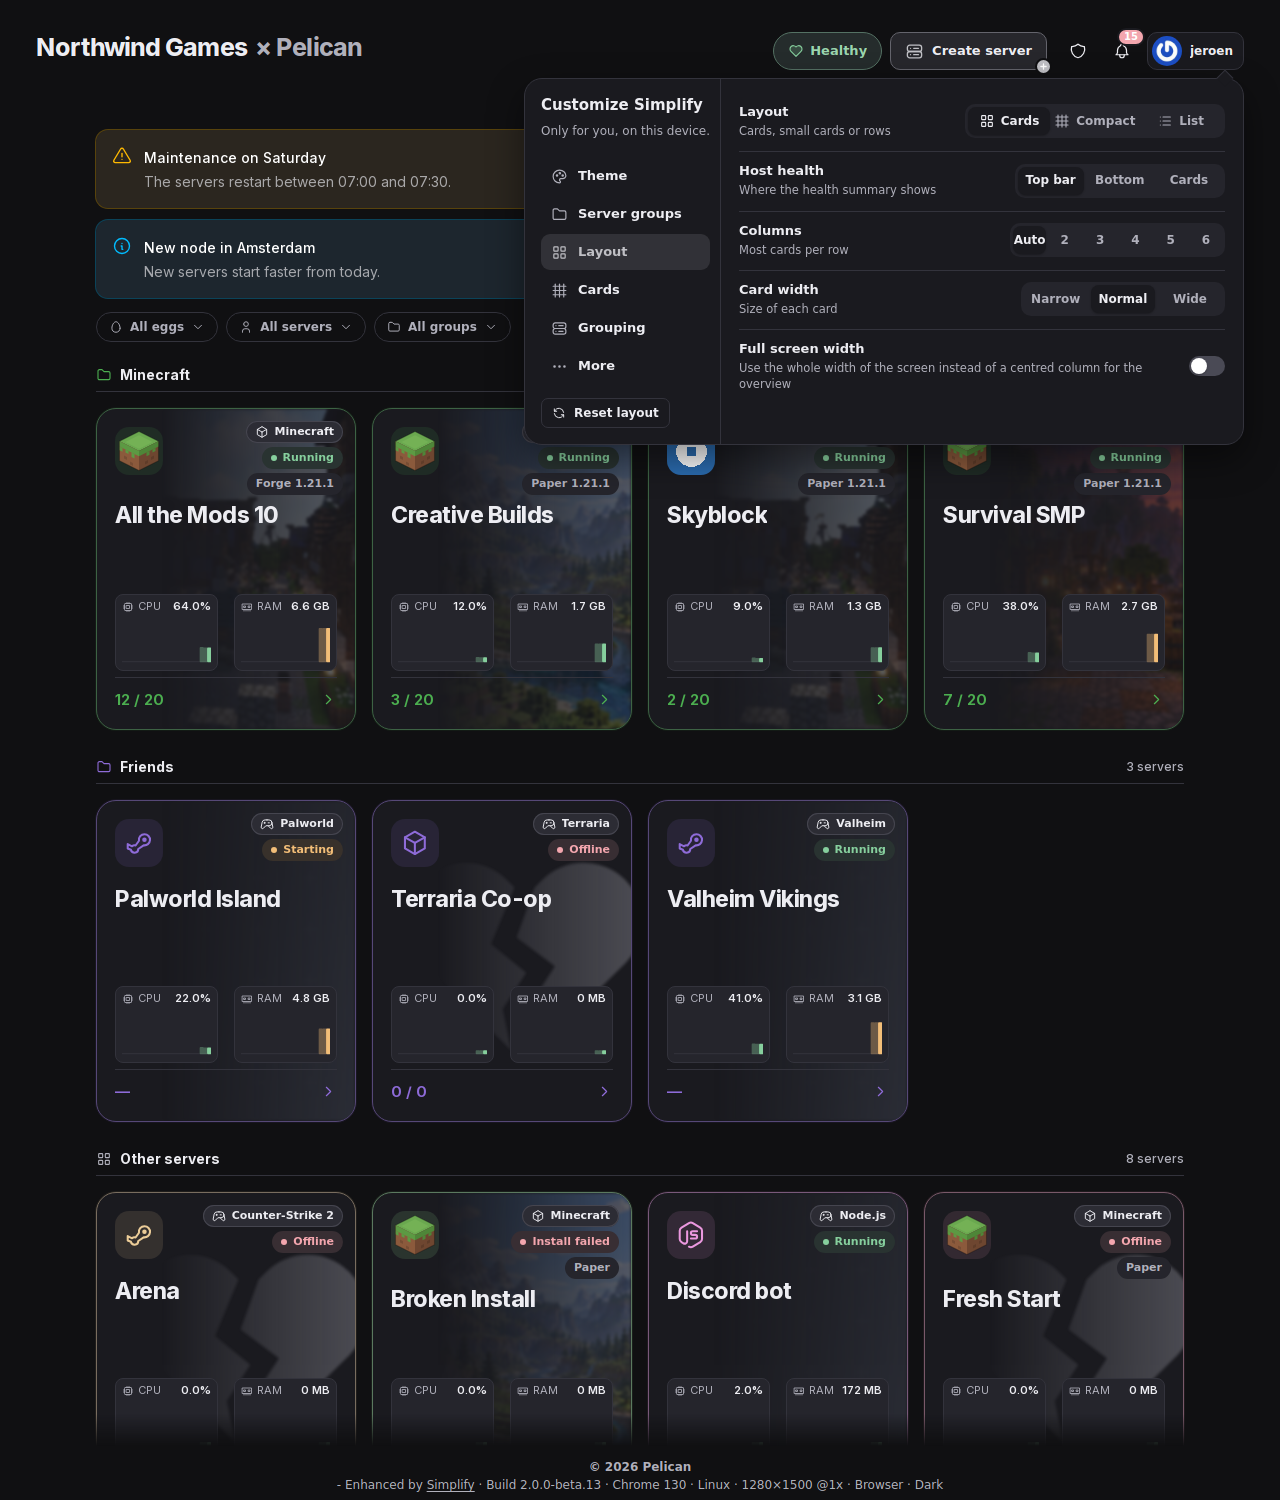 Northwind Games × Pelican
Healthy
Create server
15
jeroen
Customize Simplify
Only for you, on this device.
Theme
Server groups
Layout
Cards
Grouping
More
Reset layout
Layout
Cards, small cards or rows
Cards Compact List
Host health
Where the health summary shows
Top bar Bottom Cards
Columns
Most cards per row
Auto 2 3 4 5 6
Card width
Size of each card
Narrow Normal Wide
Full screen width
Use the whole width of the screen instead of a centred column for the
overview
Maintenance on Saturday
The servers restart between 07:00 and 07:30.
New node in Amsterdam
New servers start faster from today.
All eggs All servers All groups
Minecraft
Minecraft
Running
Forge 1.21.1
All the Mods 10
CPU 64.0% RAM 6.6 GB
12 / 20
Running
Paper 1.21.1
Creative Builds
CPU 12.0% RAM 1.7 GB
3 / 20
Running
Paper 1.21.1
Skyblock
CPU 9.0% RAM 1.3 GB
2 / 20
Running
Paper 1.21.1
Survival SMP
CPU 38.0% RAM 2.7 GB
7 / 20
Friends 3 servers
Palworld
Starting
Palworld Island
CPU 22.0% RAM 4.8 GB
—
Terraria
Offline
Terraria Co-op
CPU 0.0% RAM 0 MB
0 / 0
Valheim
Running
Valheim Vikings
CPU 41.0% RAM 3.1 GB
—
Other servers 8 servers
Counter-Strike 2
Offline
Arena
CPU 0.0% RAM 0 MB
Minecraft
Install failed
Paper
Broken Install
CPU 0.0% RAM 0 MB
Node.js
Running
JS
Discord bot
CPU 2.0% RAM 172 MB
Minecraft
Offline
Paper
Fresh Start
CPU 0.0% RAM 0 MB
© 2026 Pelican
- Enhanced by Simplify · Build 2.0.0-beta.13 · Chrome 130 · Linux · 1280×1500 @1x · Browser · Dark